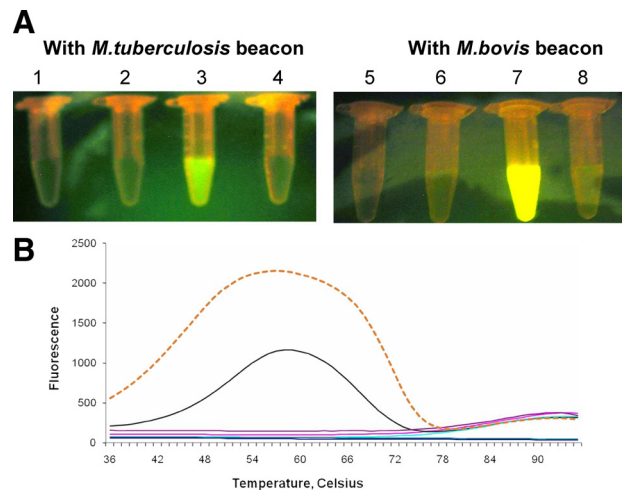 A
With M.tuberculosis beacon With M.bovis beacon
1 2 3 4 5 6 7 8
B
2500
2000
1500
1000
500
0
Fluorescence
36 42 48 54 60 66 72 78 84 90
Temperature, Celsius